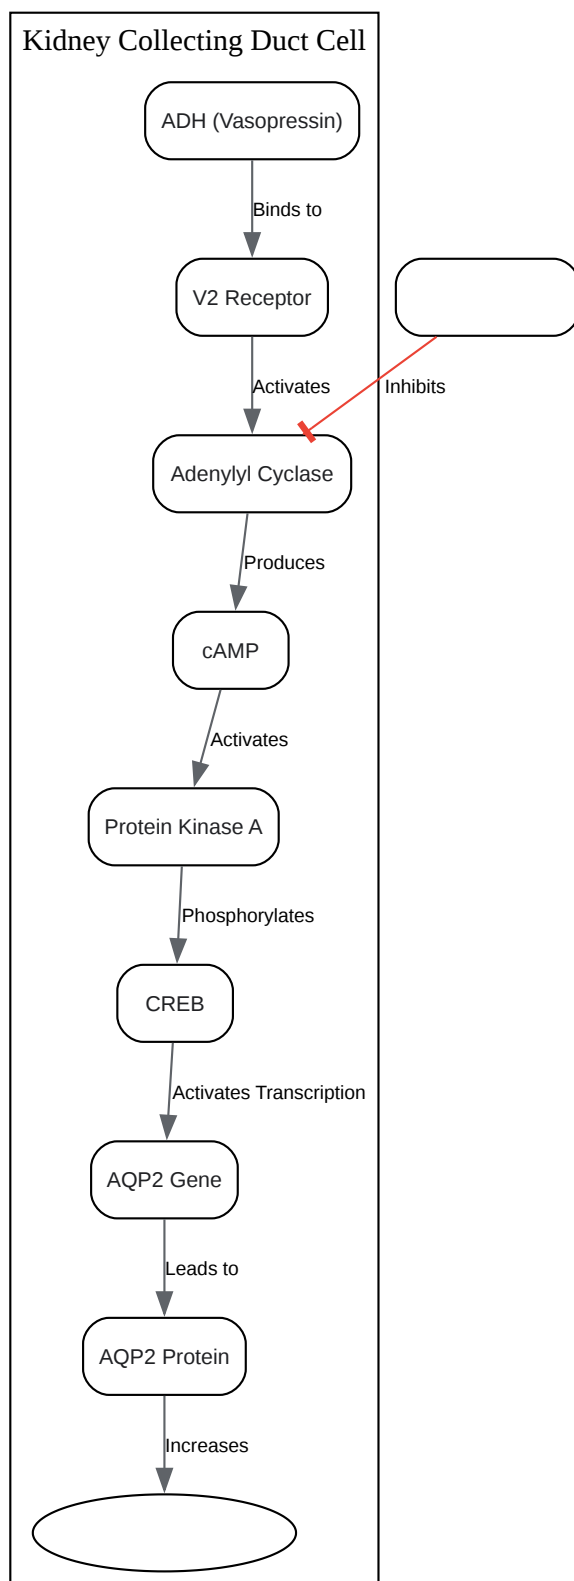 Kidney Collecting Duct Cell
ADH (Vasopressin)
Binds to
V2 Receptor
Activates
Inhibits
Adenylyl Cyclase
Produces
cAMP
Activates
Protein Kinase A
Phosphorylates
CREB
Activates Transcription
AQP2 Gene
Leads to
AQP2 Protein
Increases